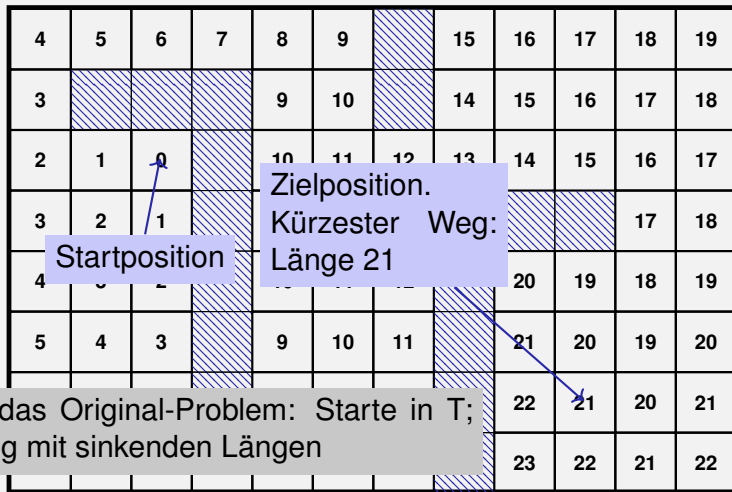 4 5 6 7 8 9 15 16 17 18 19
3 9 10 14 15 16 17 18
2 1 0 10 11 12 13 14 15 16 17
Zielposition.
Kürzester Weg:
Länge 21
3 2 1 17 18
Startposition
4 20 19 18 19
5 4 3 9 10 11 21 20 19 20
das Original-Problem: Starte in T;
22 21 20 21
g mit sinkenden Längen
23 22 21 22